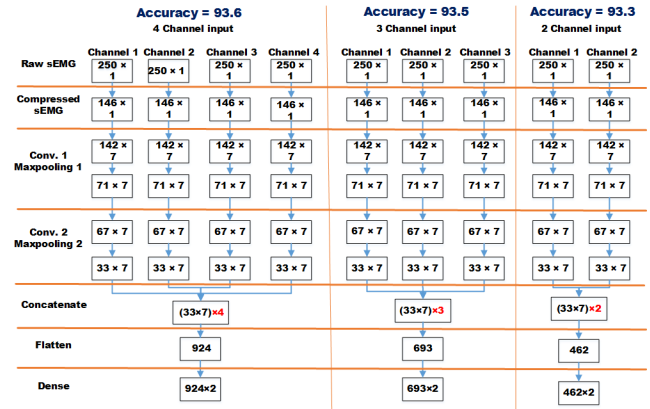 Accuracy = 93.6 Accuracy = 93.5 Accuracy = 93.3
4 Channel input 3 Channel input 2 Channel input
Channel 1 Channel 2 Channel 3 Channel 4 Channel 1 Channel 2 Channel 3 Channel 1 Channel 2
Raw sEMG 250 × 1 250 × 1 250 × 1 250 × 1 250 × 1 250 × 1 250 × 1 250 × 1 250 × 1
Compressed sEMG 146 × 1 146 × 1 146 × 1 146 × 1 146 × 1 146 × 1 146 × 1 146 × 1 146 × 1
Conv. 1 142 × 7 142 × 7 142 × 7 142 × 7 142 × 7 142 × 7 142 × 7 142 × 7 142 × 7
Maxpooling 1 71 × 7 71 × 7 71 × 7 71 × 7 71 × 7 71 × 7 71 × 7 71 × 7 71 × 7
Conv. 2 67 × 7 67 × 7 67 × 7 67 × 7 67 × 7 67 × 7 67 × 7 67 × 7 67 × 7
Maxpooling 2 33 × 7 33 × 7 33 × 7 33 × 7 33 × 7 33 × 7 33 × 7 33 × 7 33 × 7
Concatenate (33×7)×4 (33×7)×3 (33×7)×2
Flatten 924 693 462
Dense 924×2 693×2 462×2